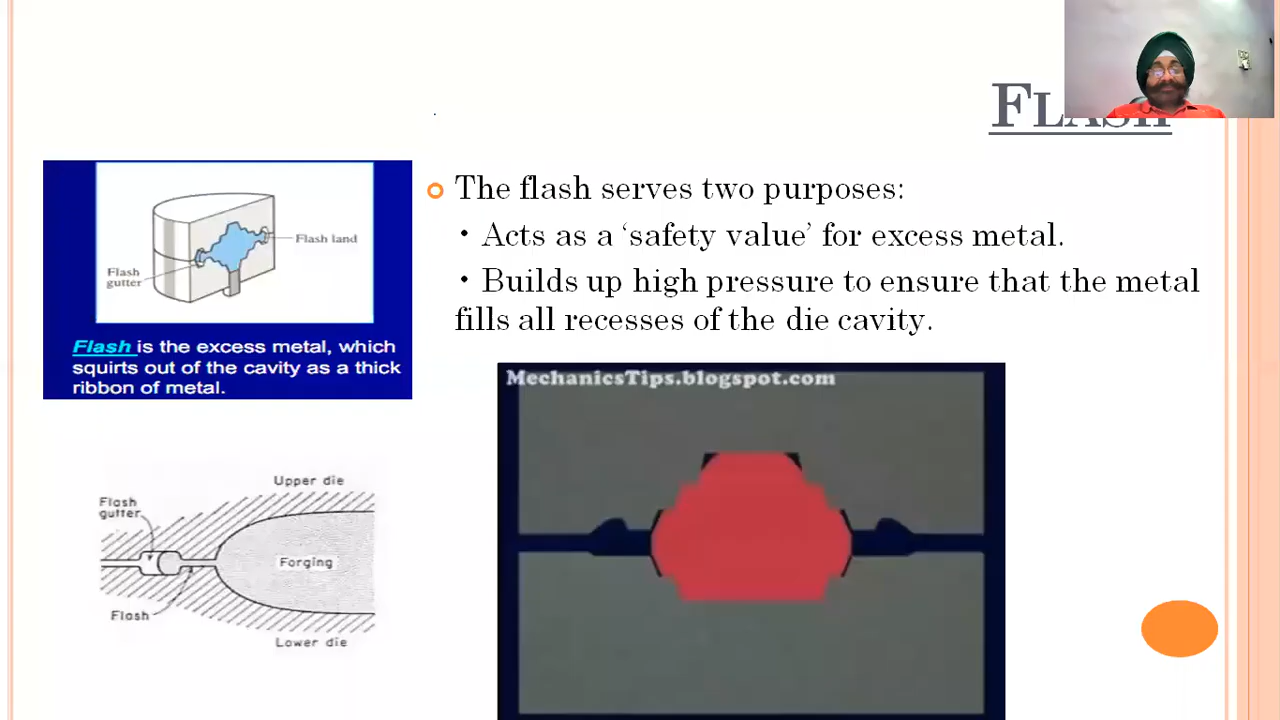 FLASH
Flash land
Flash
gutter
Flash is the excess metal, which
squirts out of the cavity as a thick
ribbon of metal.
The flash serves two purposes:
• Acts as a ‘safety value’ for excess metal.
• Builds up high pressure to ensure that the metal
fills all recesses of the die cavity.
MechanicsTips.blogspot.com
Upper die
Flash
gutter
Forging
Flash
Lower die